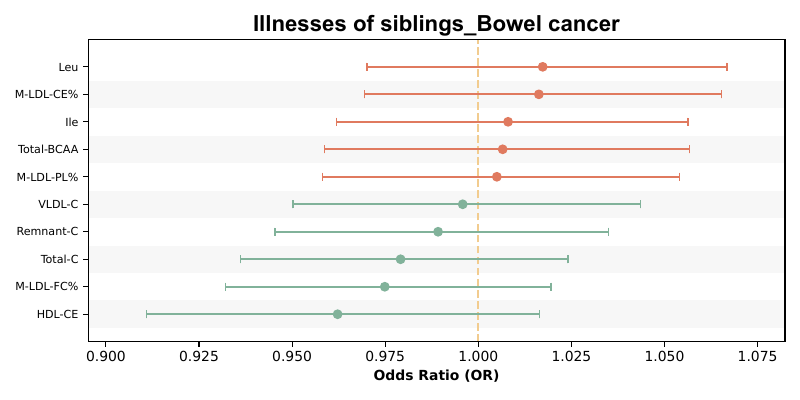 Illnesses of siblings_Bowel cancer
Leu
M-LDL-CE%
Ile
Total-BCAA
M-LDL-PL%
VLDL-C
Remnant-C
Total-C
M-LDL-FC%
HDL-CE
0.900 0.925 0.950 0.975 1.000 1.025 1.050 1.075
Odds Ratio (OR)